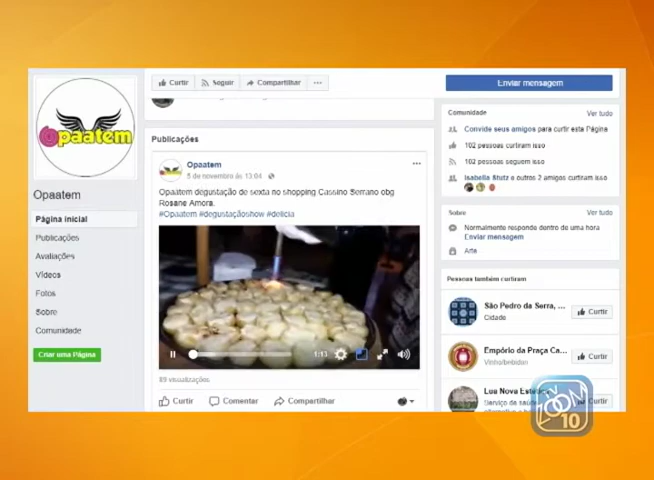 Opaatem
Curtir Seguir Compartilhar ...
Enviar mensagem
Opaatem
Página inicial
Publicações
Avaliações
Vídeos
Fotos
Sobre
Comunidade
Criar uma Página
Publicações
Opaatem
5 de novembro às 13:04
Opaatem degustação de sexta no shopping Cassino Serrano obg
Rosane Amora.
#Opaatem #degustaçãoshow #delicia
1:13
89 visualizações
Curtir Comentar Compartilhar
Comunidade Ver tudo
Convide seus amigos para curtir esta Página
102 pessoas curtiram isso
102 pessoas seguem isso
Isabella Stutz e outros 2 amigos curtiram isso
Sobre Ver tudo
Normalmente responde dentro de uma hora
Enviar mensagem
Arte
Pessoas também curtiram
São Pedro da Serra, ...
Cidade
Curtir
Empório da Praça Ca...
Vinho/bebidas
Curtir
Lua Nova Esté
Serviço de saúde
Curtir
ZOOM
10